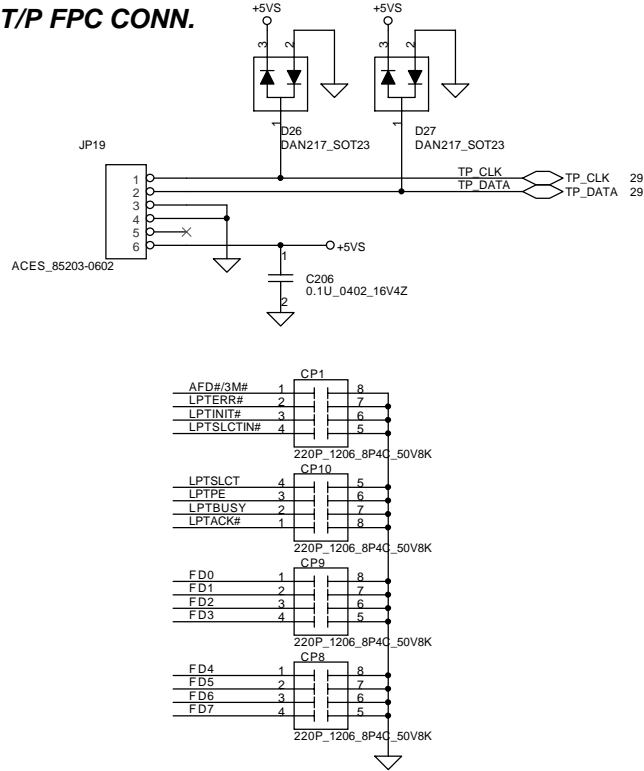 T/P FPC CONN.
+5VS +5VS
3 2 3 2
1 1
D26 D27
DAN217_SOT23 DAN217_SOT23
JP19
1 TP_CLK TP_CLK 29
2 TP_DATA TP_DATA 29
3
4
5
6 +5VS
ACES_85203-0602
1
C206
0.1U_0402_16V4Z
2
CP1
AFD#/3M# 1 8
LPTERR# 2 7
LPTINIT# 3 6
LPTSLCTIN# 4 5
220P_1206_8P4C_50V8K
CP10
LPTSLCT 4 5
LPTPE 3 6
LPTBUSY 2 7
LPTACK# 1 8
220P_1206_8P4C_50V8K
CP9
FD0 1 8
FD1 2 7
FD2 3 6
FD3 4 5
220P_1206_8P4C_50V8K
CP8
FD4 1 8
FD5 2 7
FD6 3 6
FD7 4 5
220P_1206_8P4C_50V8K